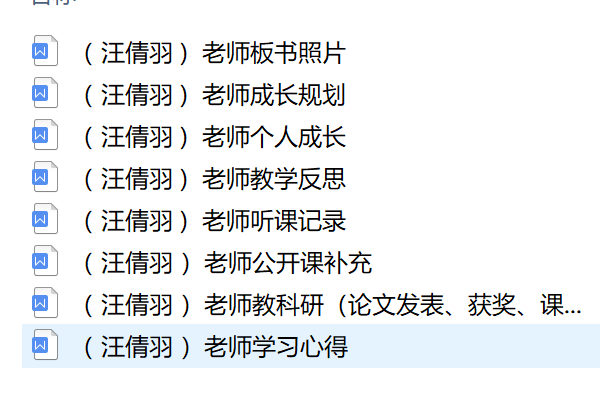 （汪倩羽）老师板书照片
（汪倩羽）老师成长规划
（汪倩羽）老师个人成长
（汪倩羽）老师教学反思
（汪倩羽）老师听课记录
（汪倩羽）老师公开课补充
（汪倩羽）老师教科研（论文发表、获奖、课...
（汪倩羽）老师学习心得